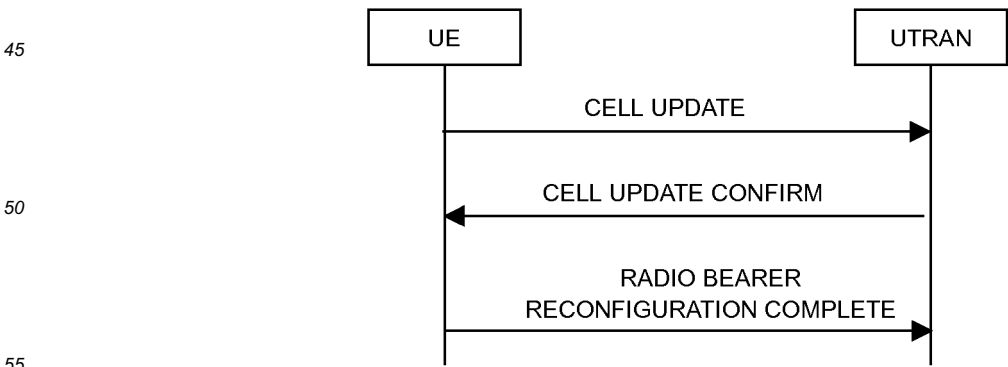 45
UE
UTRAN
CELL UPDATE
CELL UPDATE CONFIRM
50
RADIO BEARER
RECONFIGURATION COMPLETE
55